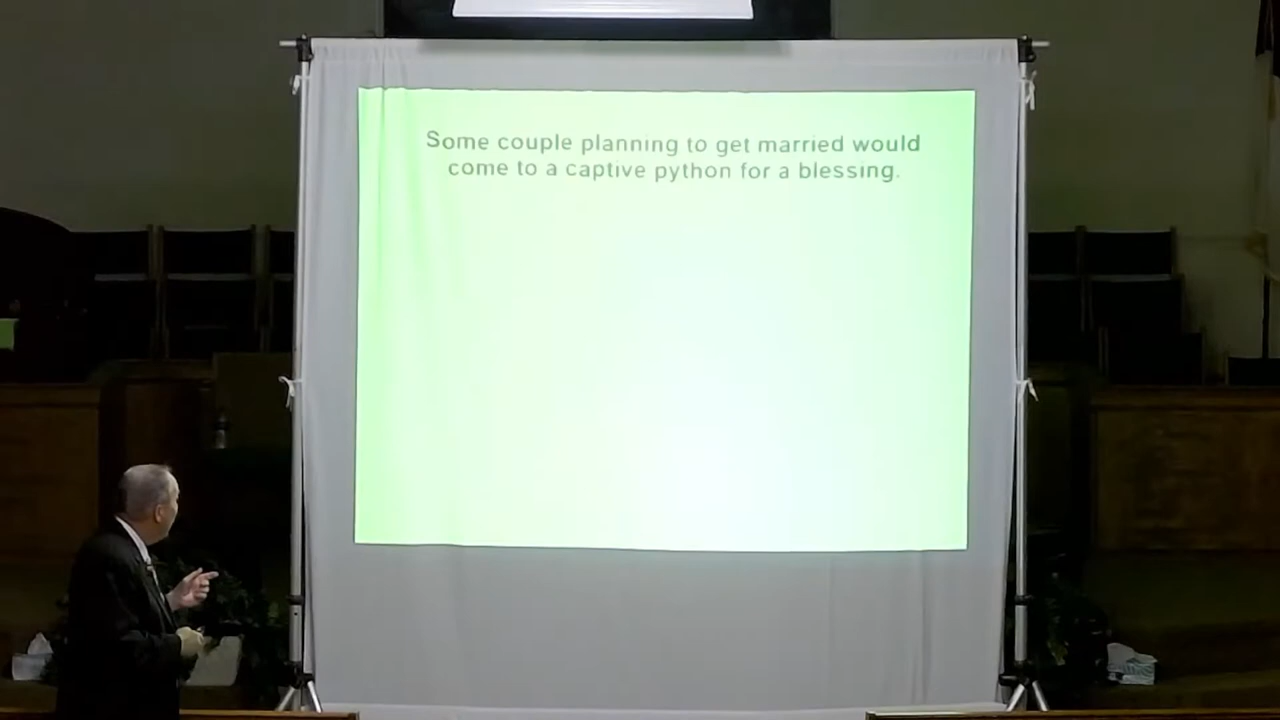 Some couple planning to get married would
come to a captive python for a blessing.